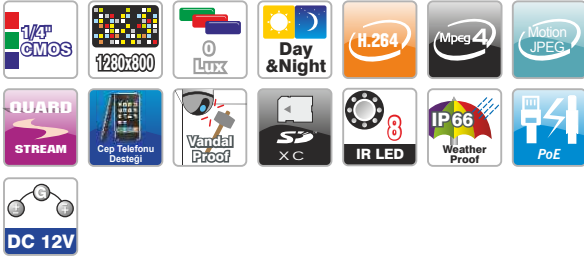 1/4"
CMOS
1280x800
0
Lux
Day
&Night
H.264
Mpeg4
Motion
JPEG
QUARD
STREAM
Cep Telefonu
Desteği
Vandal
Proof
SD
XC
8
IR LED
IP66
Weather
Proof
PoE
G
± ∓
DC 12V